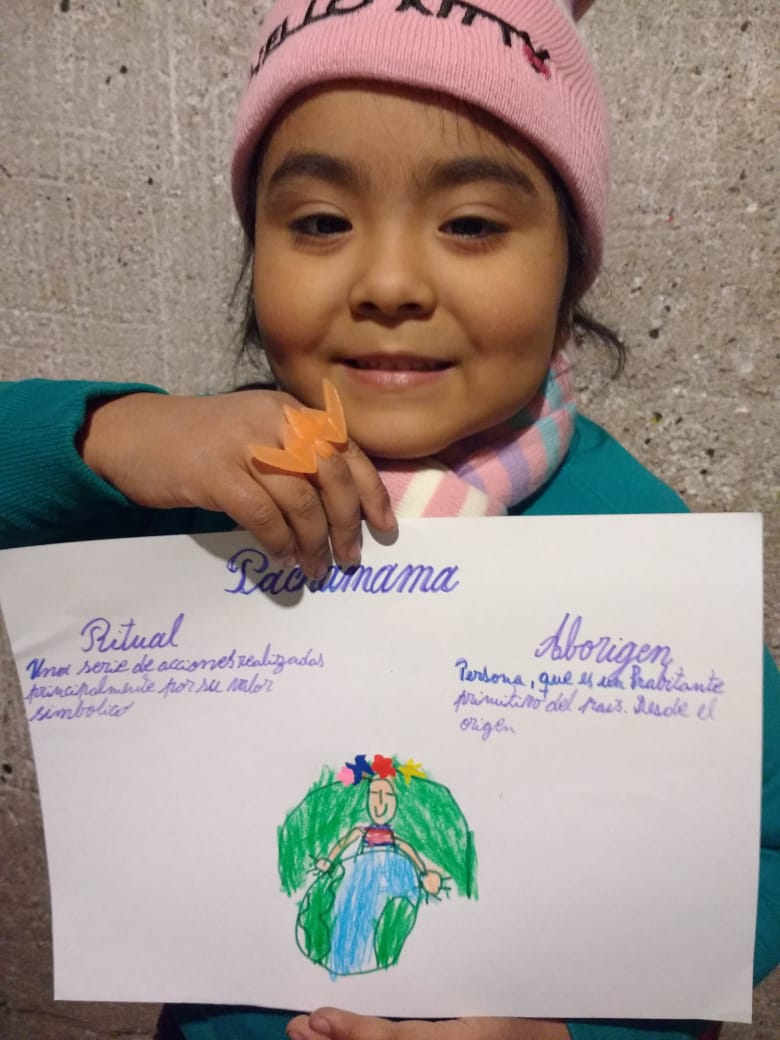 HELLO KITTY
Pachamama
Ritual
Una serie de acciones realizadas
principalmente por su valor
simbolico
Aborigen
Persona, que es un habitante
primitivo del pais. Desde el
origen